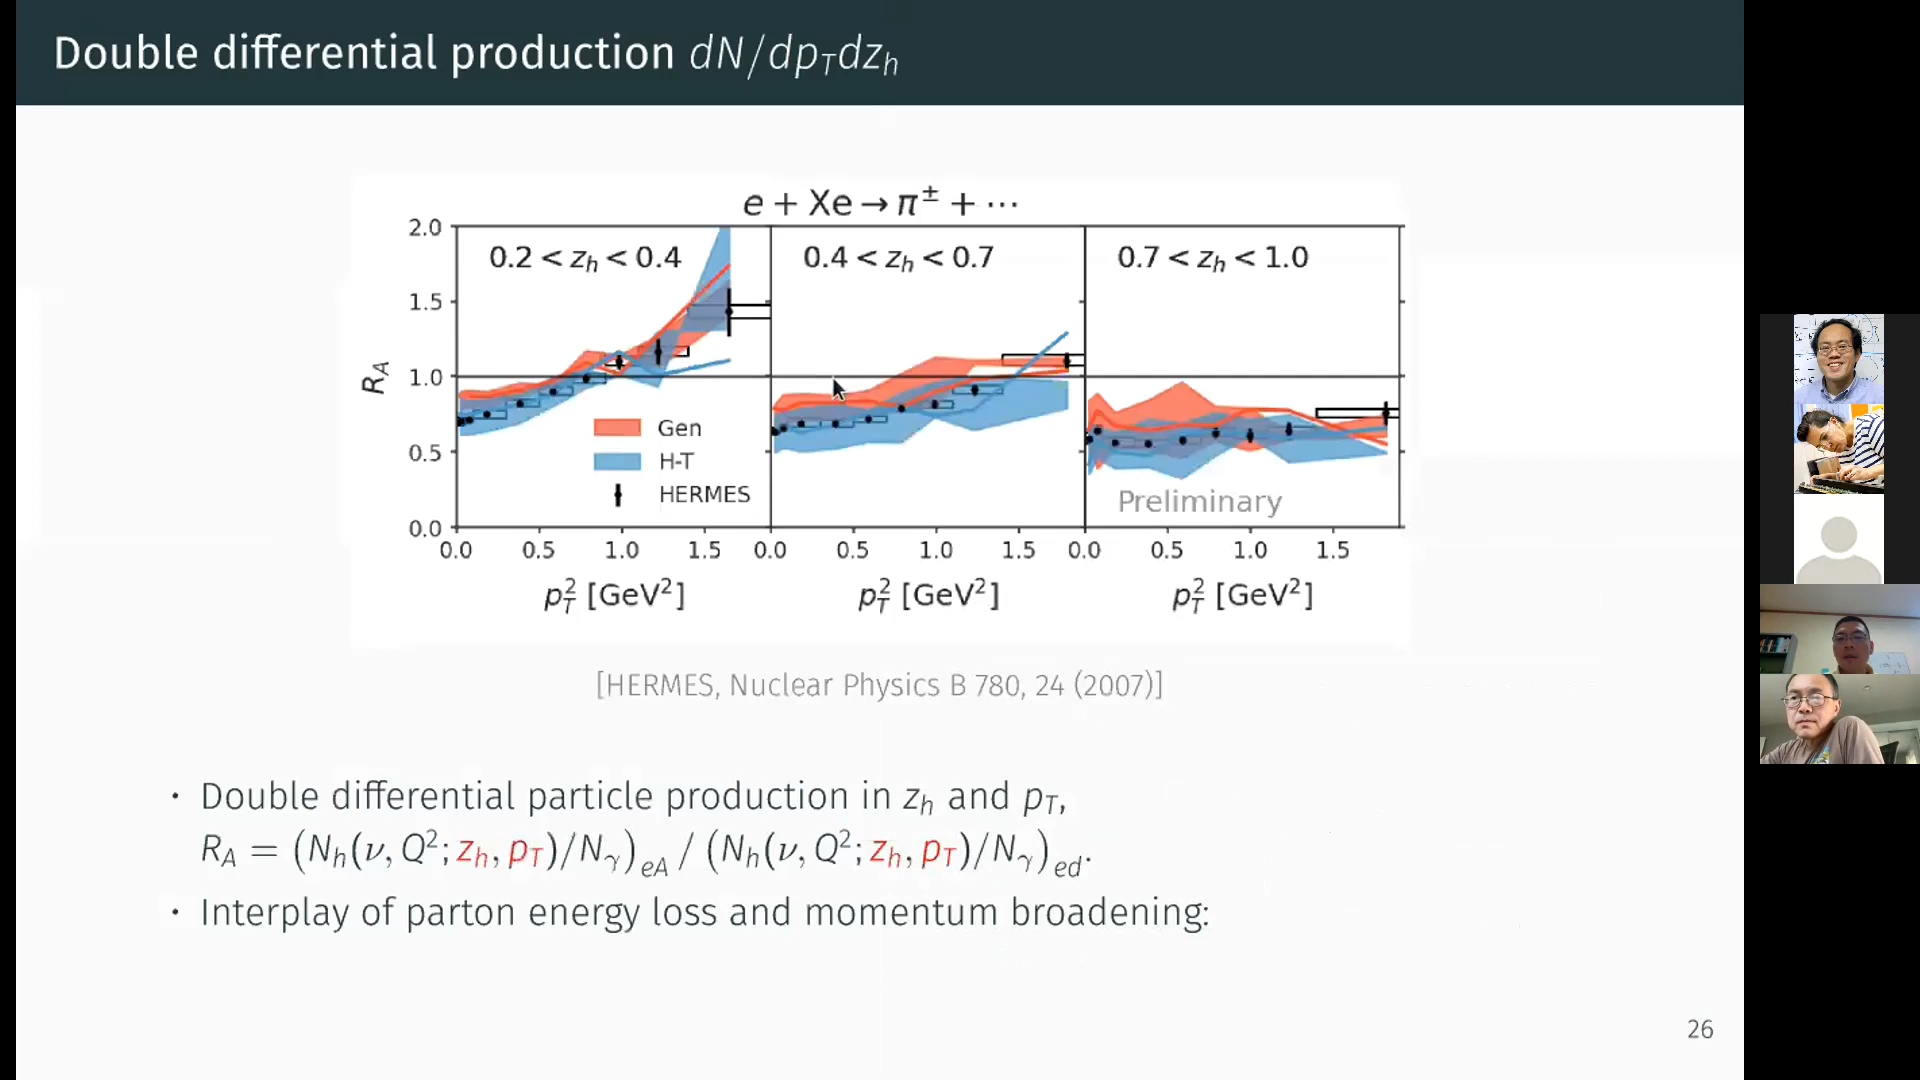 Double differential production dN/dp_Tdz_h
e + Xe → π^± + ···
0.2 < z_h < 0.4
0.4 < z_h < 0.7
0.7 < z_h < 1.0
R_A
2.0
1.5
1.0
0.5
0.0
Gen
H-T
HERMES
Preliminary
0.0 0.5 1.0 1.5 0.0 0.5 1.0 1.5 0.0 0.5 1.0 1.5
p_T^2 [GeV^2] p_T^2 [GeV^2] p_T^2 [GeV^2]
[HERMES, Nuclear Physics B 780, 24 (2007)]
• Double differential particle production in z_h and p_T,
R_A = (N_h(ν, Q^2; z_h, p_T)/N_γ)_eA / (N_h(ν, Q^2; z_h, p_T)/N_γ)_ed.
• Interplay of parton energy loss and momentum broadening:
26